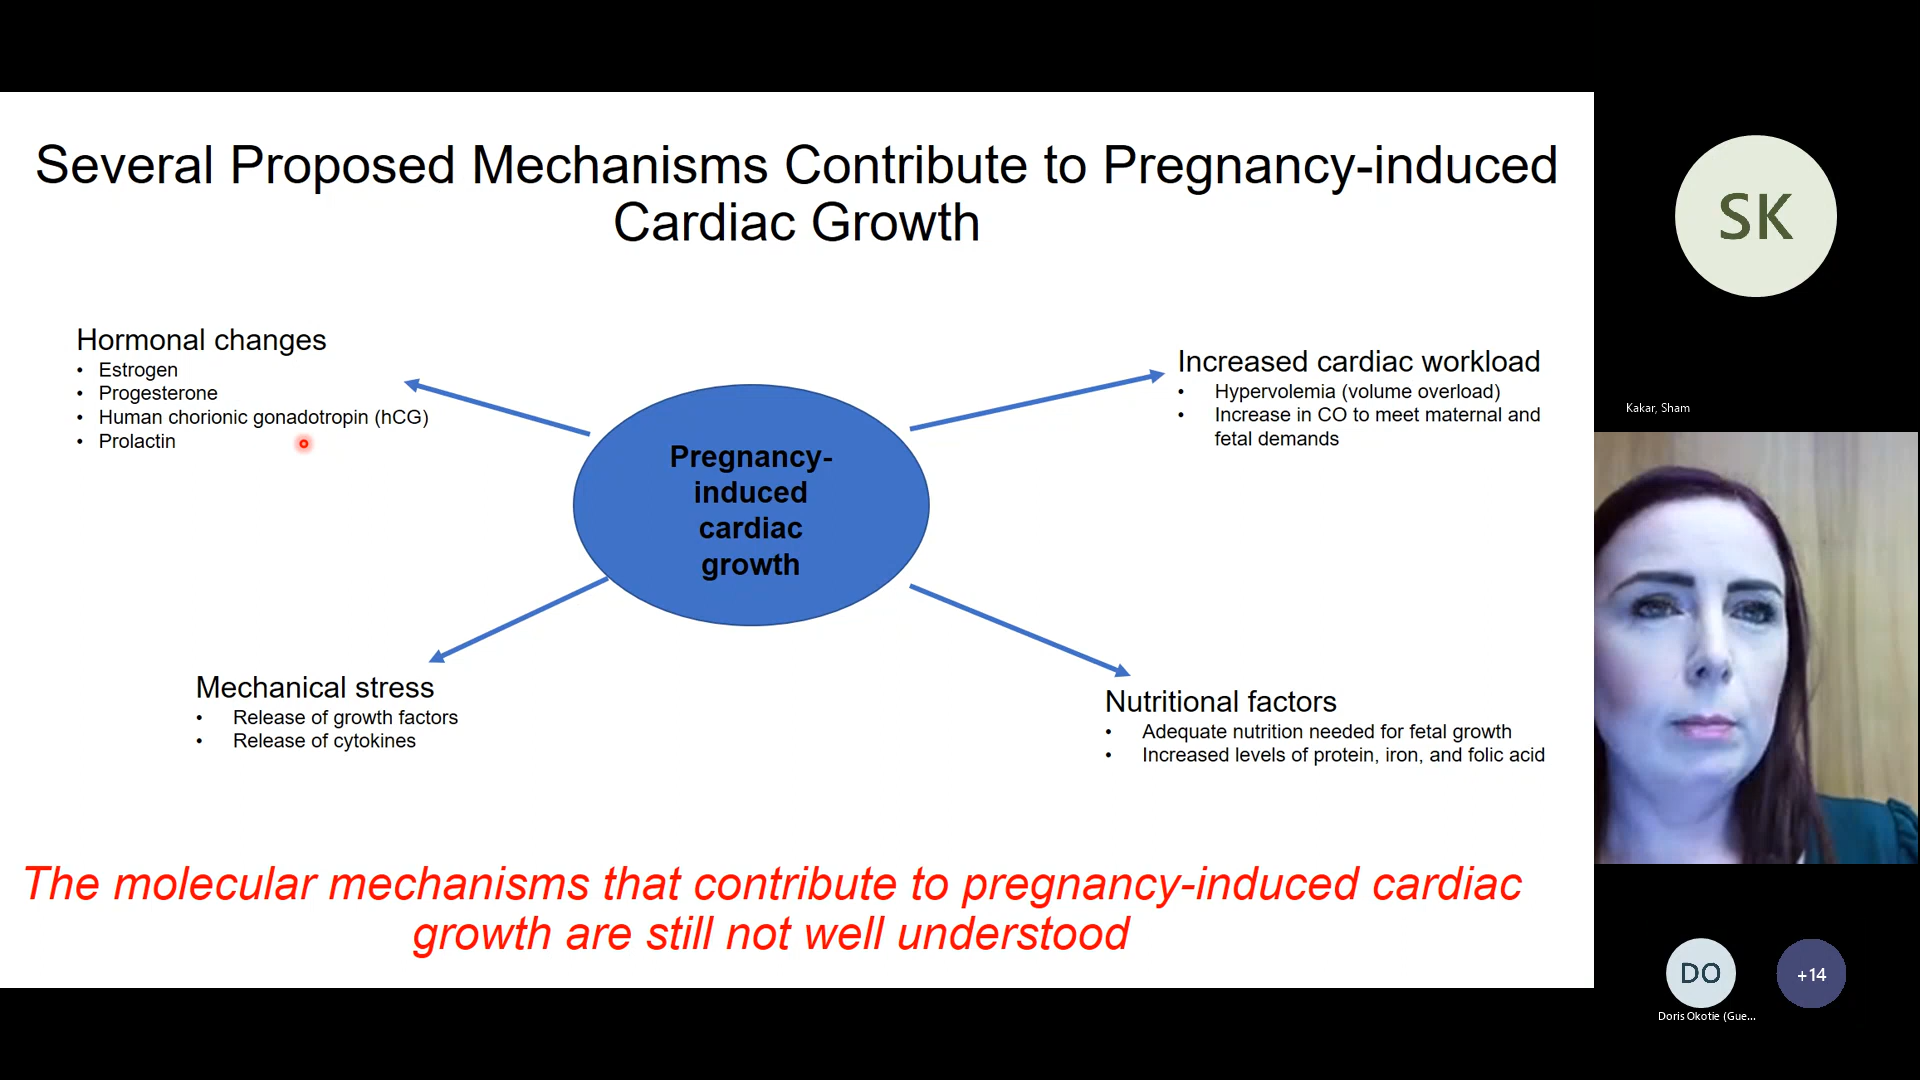 Several Proposed Mechanisms Contribute to Pregnancy-induced
Cardiac Growth
Hormonal changes
• Estrogen
• Progesterone
• Human chorionic gonadotropin (hCG)
• Prolactin
Increased cardiac workload
• Hypervolemia (volume overload)
• Increase in CO to meet maternal and
fetal demands
Pregnancy-
induced
cardiac
growth
Mechanical stress
• Release of growth factors
• Release of cytokines
Nutritional factors
• Adequate nutrition needed for fetal growth
• Increased levels of protein, iron, and folic acid
The molecular mechanisms that contribute to pregnancy-induced cardiac
growth are still not well understood
SK
Kakar, Sham
DO
+14
Doris Okotie (Gue...